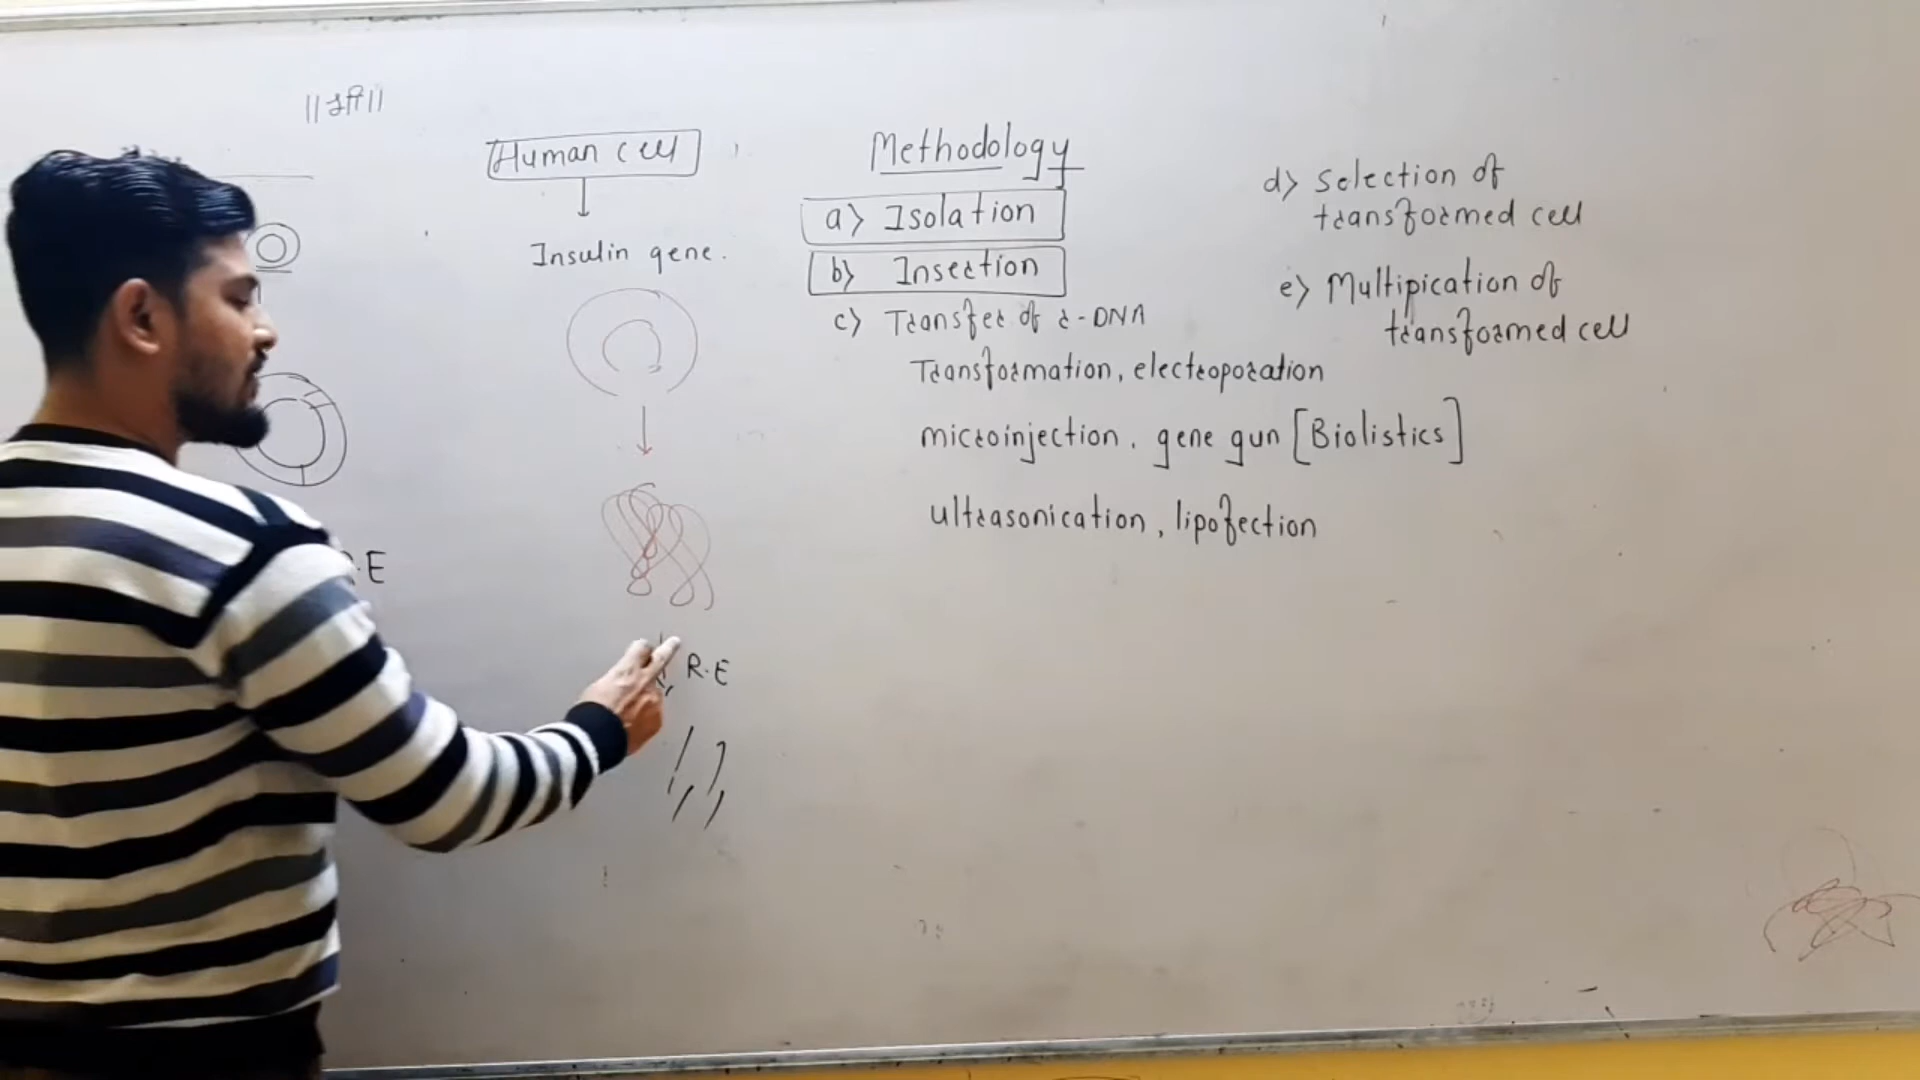 ||श्री||
Human cell
Insulin gene.
R.E
.E
Methodology
a) Isolation
b) Insertion
c) Transfer of r-DNA
Transformation, electroporation
microinjection, gene gun [Biolistics]
ultrasonication, lipofection
d) Selection of
transformed cell
e) Multipication of
transformed cell